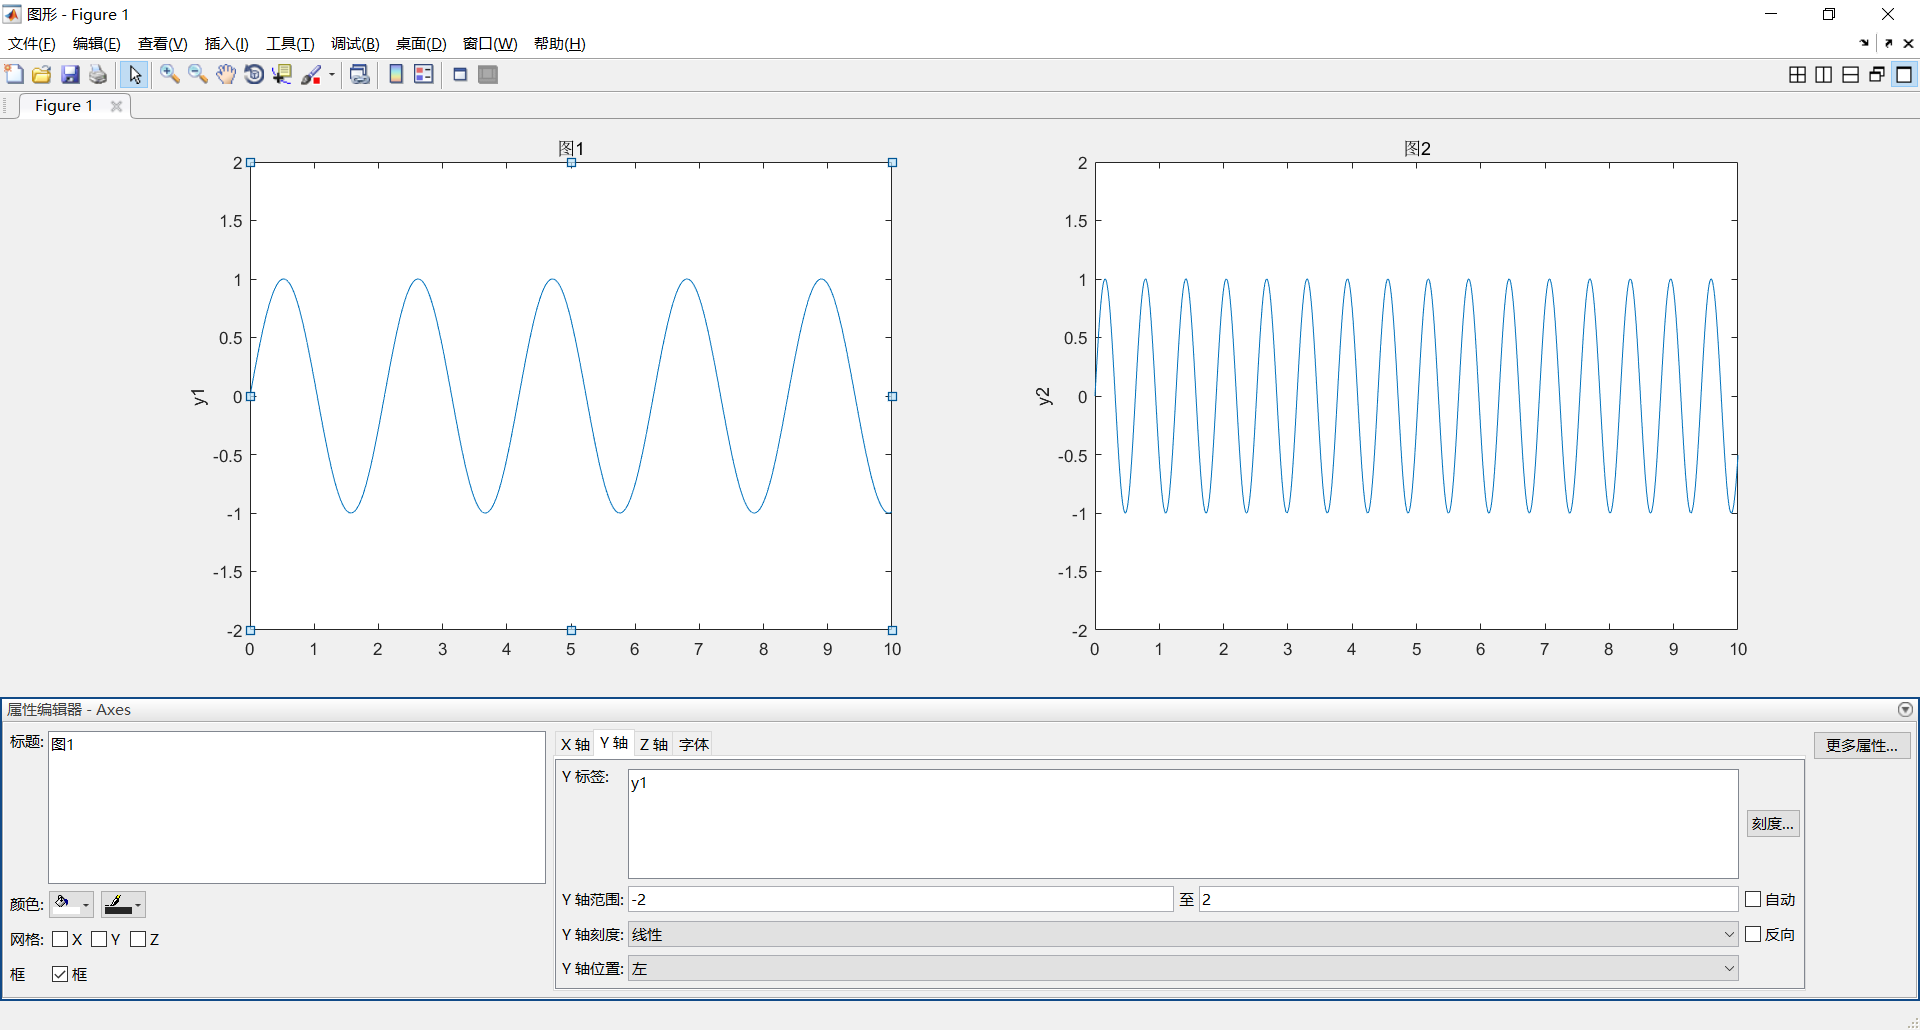 图形 - Figure 1
文件(F) 编辑(E) 查看(V) 插入(I) 工具(T) 调试(B) 桌面(D) 窗口(W) 帮助(H)
Figure 1
图1
2
1.5
1
0.5
0
-0.5
-1
-1.5
-2
y1
0 1 2 3 4 5 6 7 8 9 10
图2
2
1.5
1
0.5
0
-0.5
-1
-1.5
-2
y2
0 1 2 3 4 5 6 7 8 9 10
属性编辑器 - Axes
标题: 图1
颜色:
网格: X Y Z
框 框
X 轴 Y 轴 Z 轴 字体
Y 标签: y1
刻度...
Y 轴范围: -2 至 2 自动
Y 轴刻度: 线性 反向
Y 轴位置: 左
更多属性...